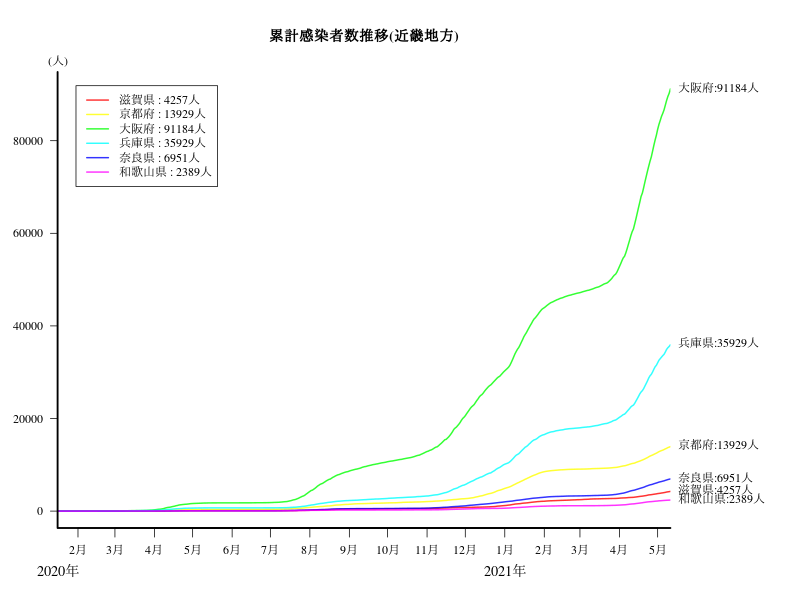 累計感染者数推移(近畿地方)
(人)
滋賀県 : 4257人
京都府 : 13929人
大阪府 : 91184人
兵庫県 : 35929人
奈良県 : 6951人
和歌山県 : 2389人
大阪府:91184人
80000
60000
40000
兵庫県:35929人
20000
京都府:13929人
奈良県:6951人
滋賀県:4257人
和歌山県:2389人
0
2月 3月 4月 5月 6月 7月 8月 9月 10月 11月 12月 1月 2月 3月 4月 5月
2020年 2021年